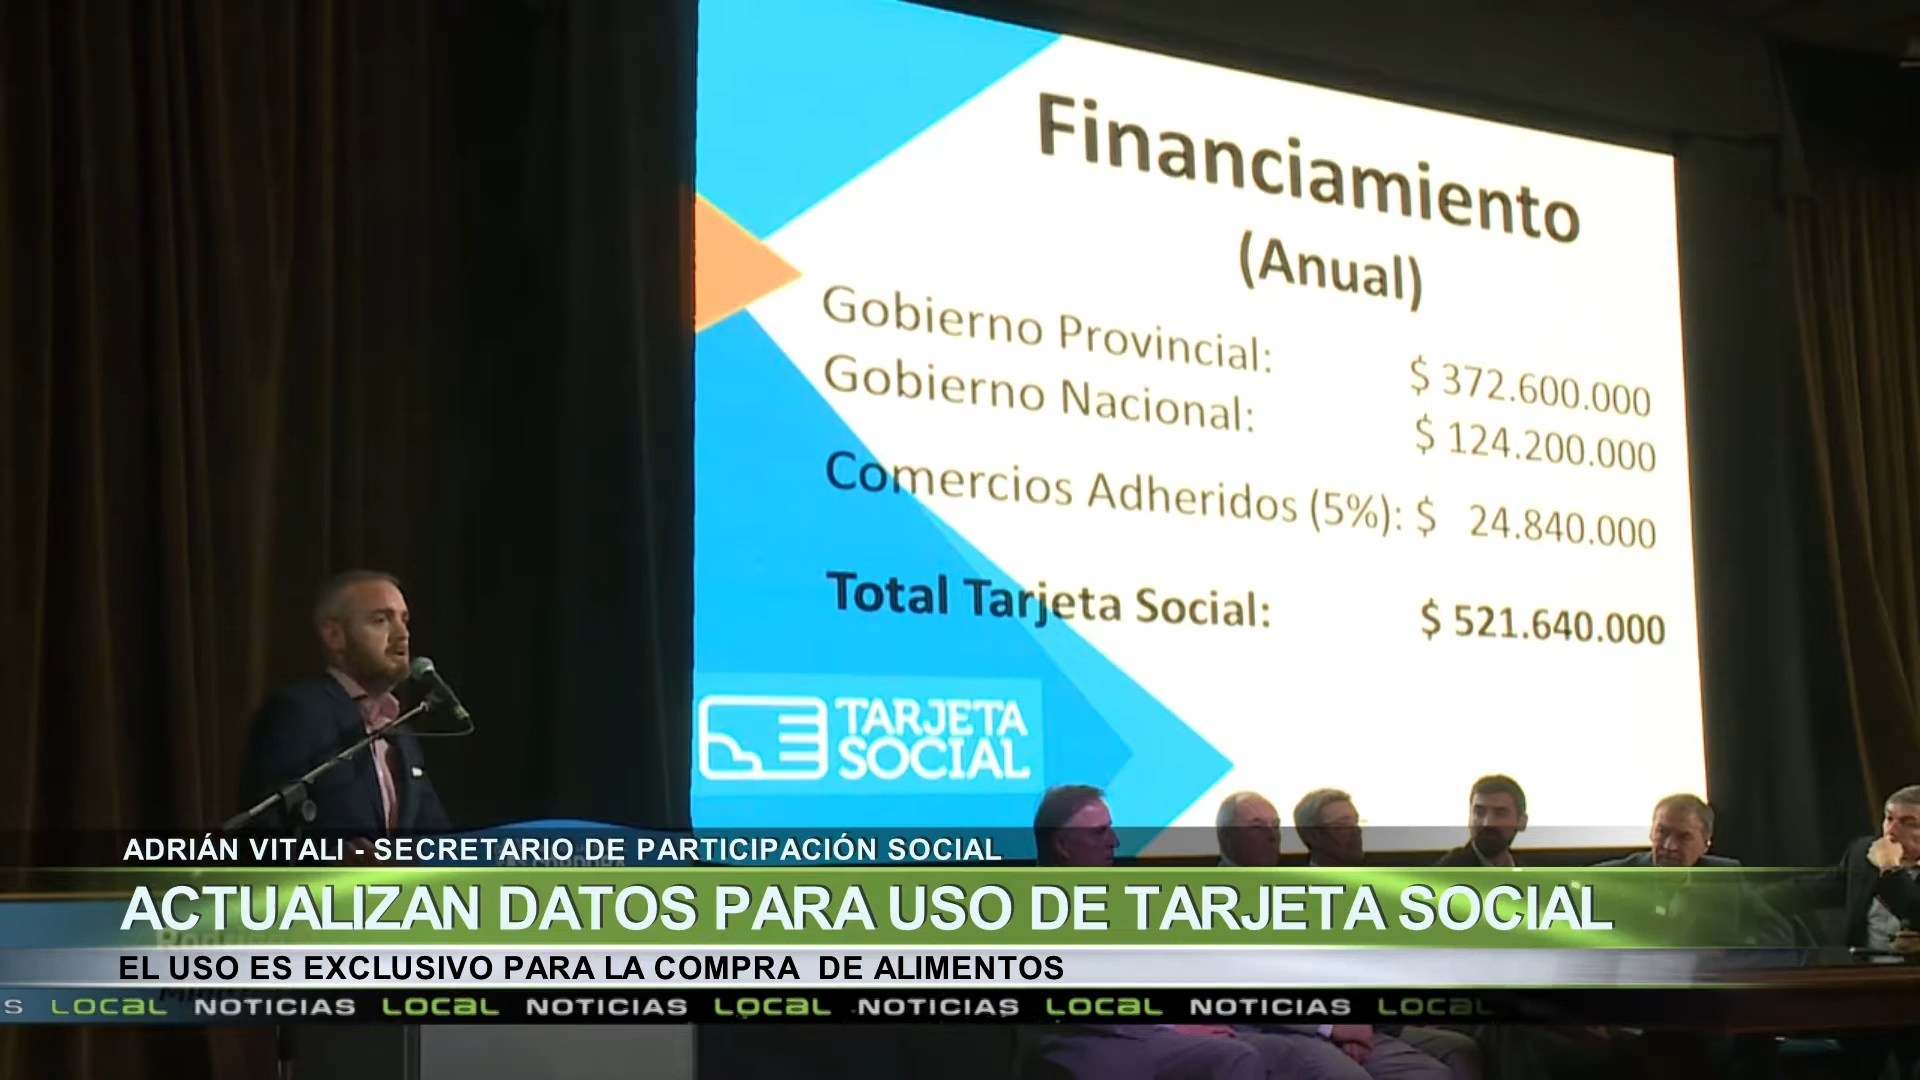 Financiamiento
(Anual)
Gobierno Provincial: $ 372.600.000
Gobierno Nacional: $ 124.200.000
Comercios Adheridos (5%): $ 24.840.000
Total Tarjeta Social: $ 521.640.000
TARJETA
SOCIAL
ADRIÁN VITALI - SECRETARIO DE PARTICIPACIÓN SOCIAL
ACTUALIZAN DATOS PARA USO DE TARJETA SOCIAL
EL USO ES EXCLUSIVO PARA LA COMPRA DE ALIMENTOS
S LOCAL NOTICIAS LOCAL NOTICIAS LOCAL NOTICIAS LOCAL NOTICIAS LOCAL